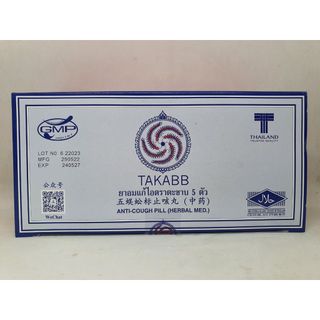 GMP
LOT NO. 6 22023
MFG 250522
EXP 240527
公众号
WeChat
TAKABB
ยาอมแก้ไอตราตะขาบ 5 ตัว
五蜈蚣标止咳丸 (中药)
ANTI-COUGH PILL (HERBAL MED.)
T
THAILAND
TRUSTED QUALITY